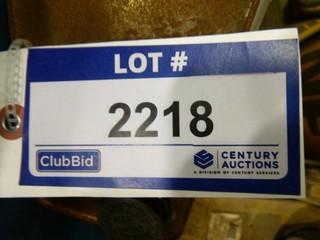 LOT #
2218
ClubBid
CENTURY
AUCTIONS
A DIVISION OF CENTURY SERVICES